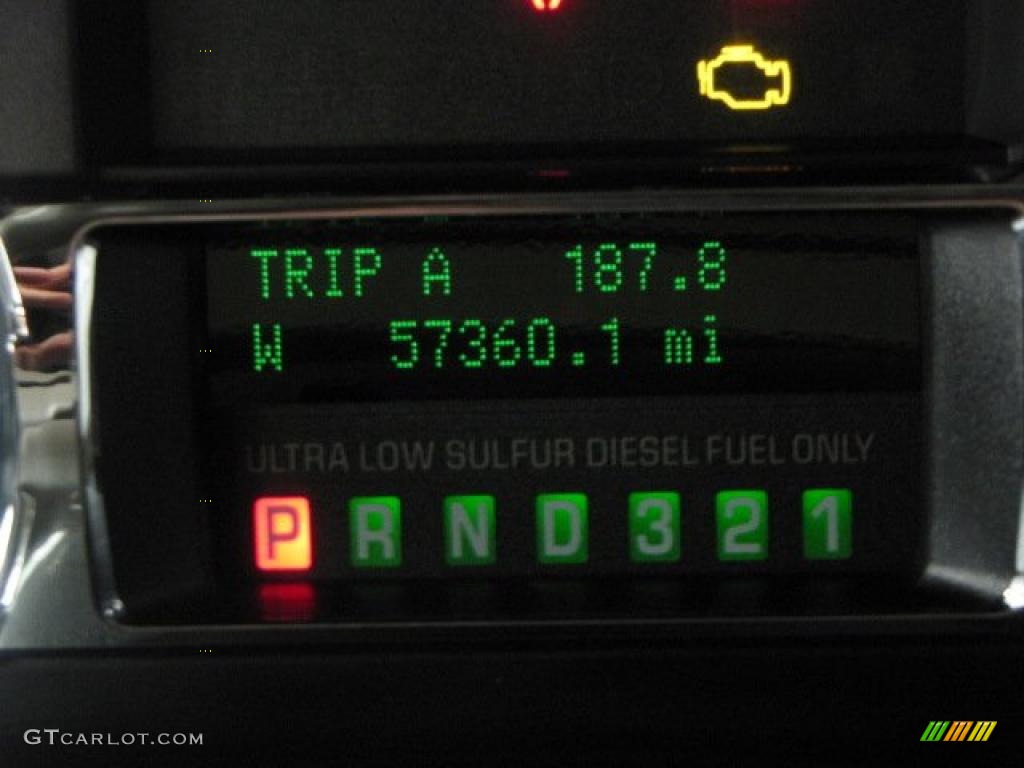 TRIP A 187.8
W 57360.1 mi
ULTRA LOW SULFUR DIESEL FUEL ONLY
P R N D 3 2 1
GTCARLOT.COM